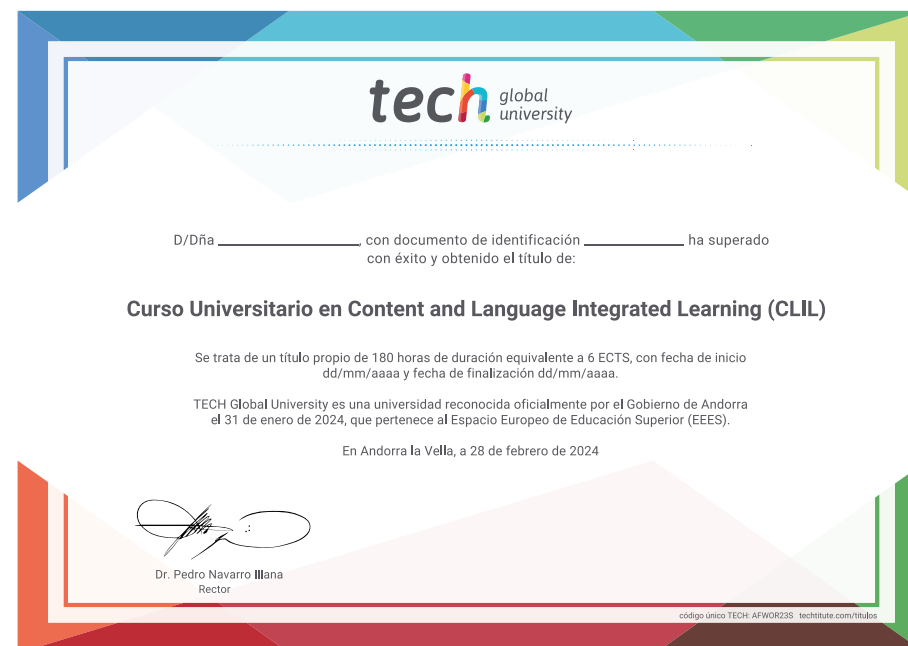 tech global university
D/Dña ____________________, con documento de identificación ______________ ha superado
con éxito y obtenido el título de:
Curso Universitario en Content and Language Integrated Learning (CLIL)
Se trata de un título propio de 180 horas de duración equivalente a 6 ECTS, con fecha de inicio
dd/mm/aaaa y fecha de finalización dd/mm/aaaa.
TECH Global University es una universidad reconocida oficialmente por el Gobierno de Andorra
el 31 de enero de 2024, que pertenece al Espacio Europeo de Educación Superior (EEES).
En Andorra la Vella, a 28 de febrero de 2024
Dr. Pedro Navarro Illana
Rector
código único TECH: AFWOR23S techtitute.com/titulos